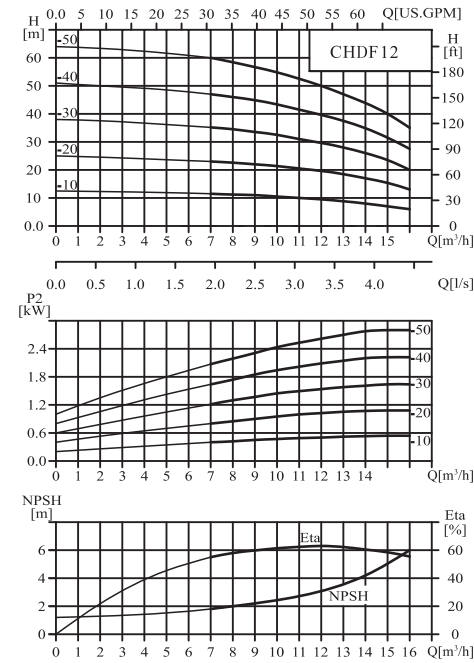 0.0 5 10 15 20 25 30 35 40 45 50 55 60 Q[US.GPM]
H
[m]
H
[ft]
CHDF12
-50
-40
-30
-20
-10
60
50
40
30
20
10
0.0
180
150
120
90
60
30
0
0 1 2 3 4 5 6 7 8 9 10 11 12 13 14 15 Q[m³/h]
0.0 0.5 1.0 1.5 2.0 2.5 3.0 3.5 4.0 Q[l/s]
P2
[kW]
2.4
1.8
1.2
0.6
0.0
-50
-40
-30
-20
-10
0 1 2 3 4 5 6 7 8 9 10 11 12 13 14 Q[m³/h]
NPSH
[m]
Eta
[%]
Eta
NPSH
6
4
2
0
60
40
20
0
0 1 2 3 4 5 6 7 8 9 10 11 12 13 14 15 16 Q[m³/h]